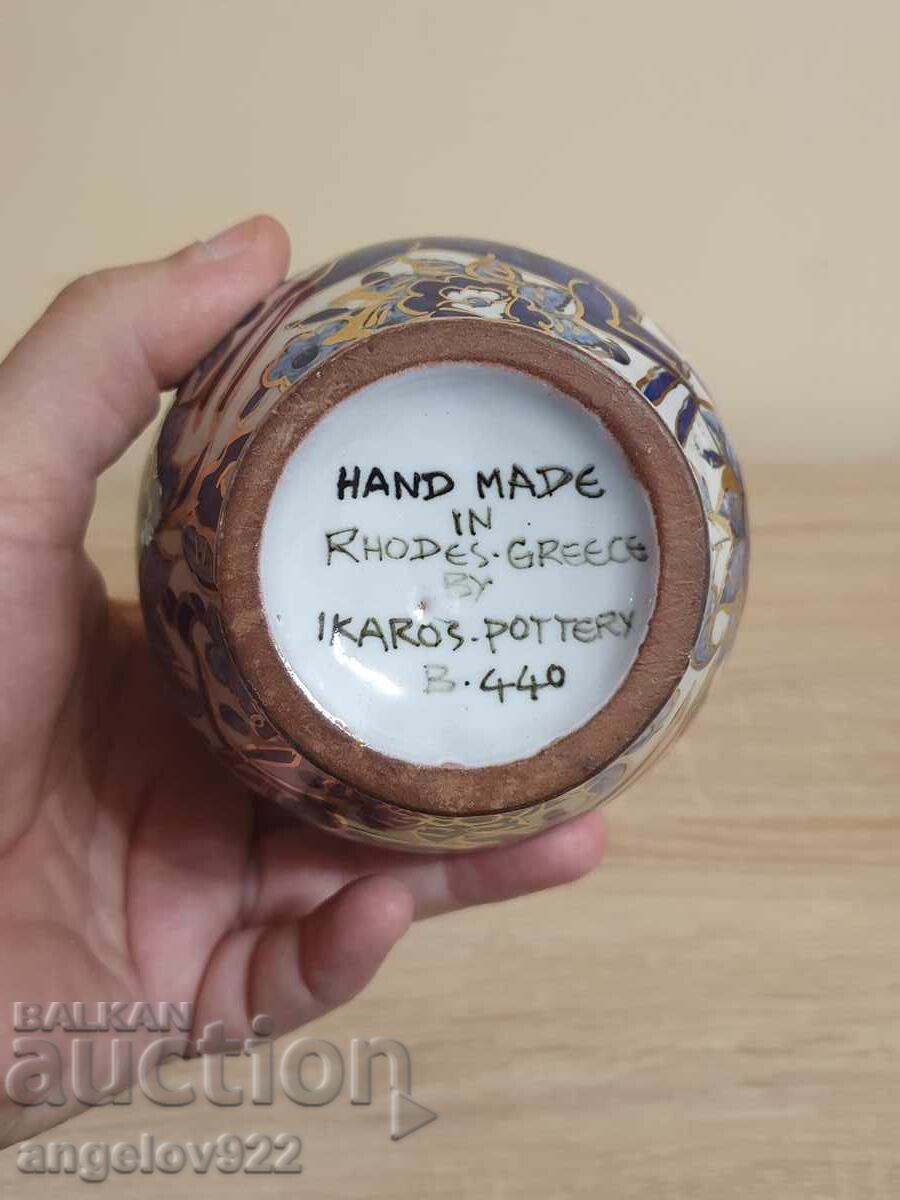 HAND MADE
IN
RHODES·GREECE
BY
IKAROS·POTTERY
B·440
BALKAN
auction
angelov922